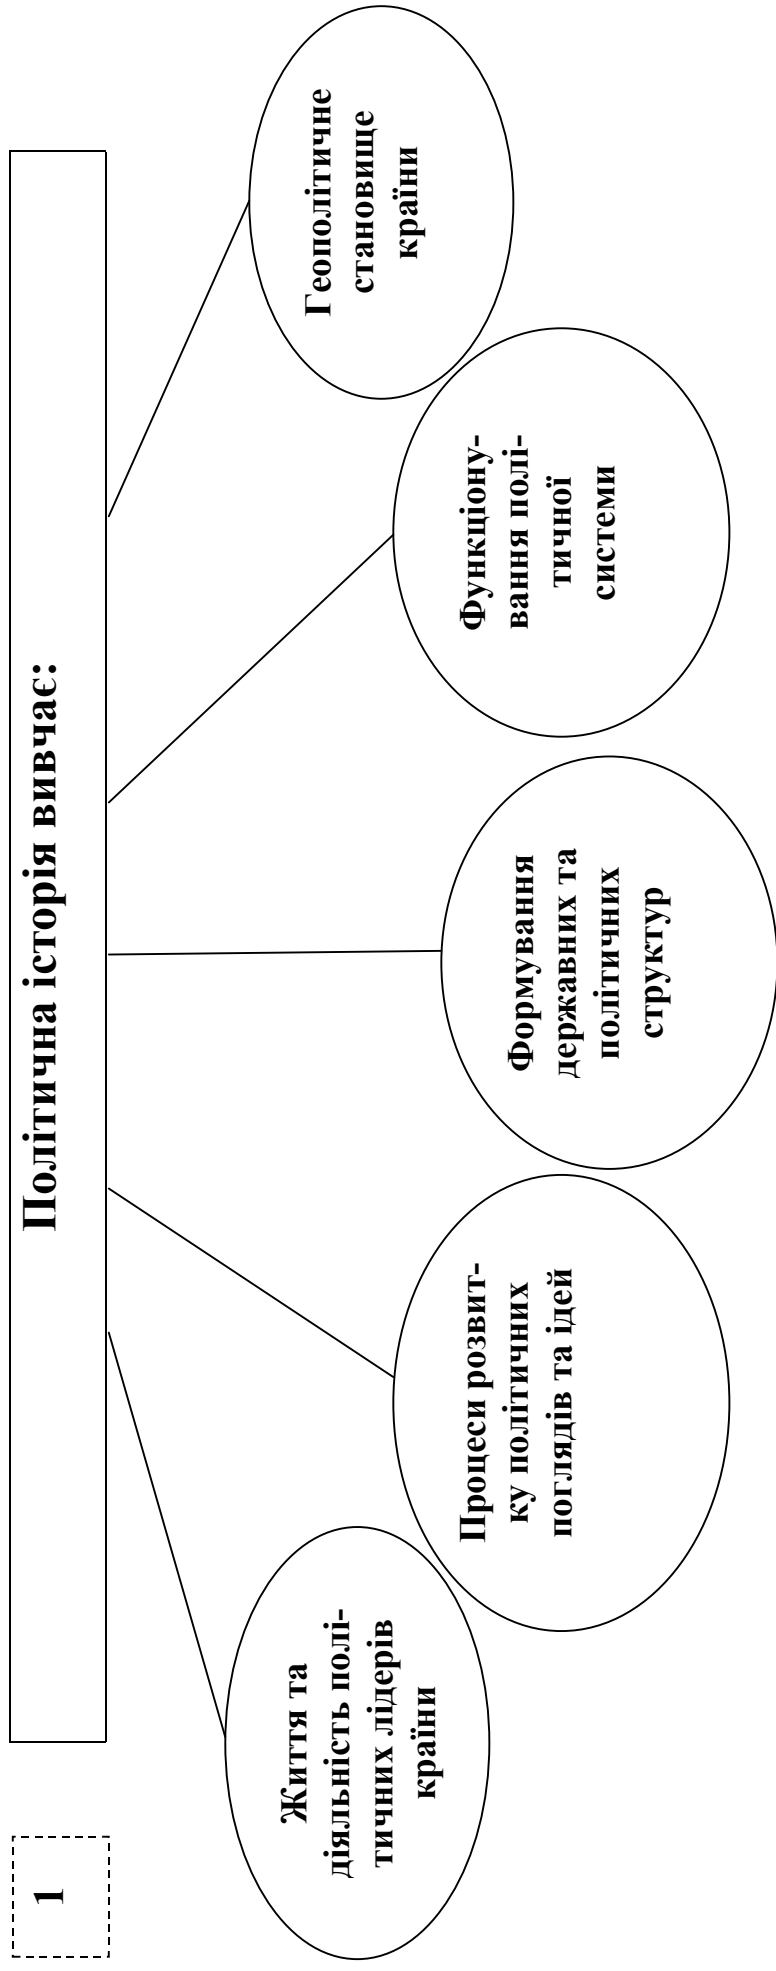 1
Політична історія вивчає:
Життя та
діяльність полі-
тичних лідерів
країни
Процеси розвит-
ку політичних
поглядів та ідей
Формування
державних та
політичних
структур
Функціону-
вання полі-
тичної
системи
Геополітичне
становище
країни